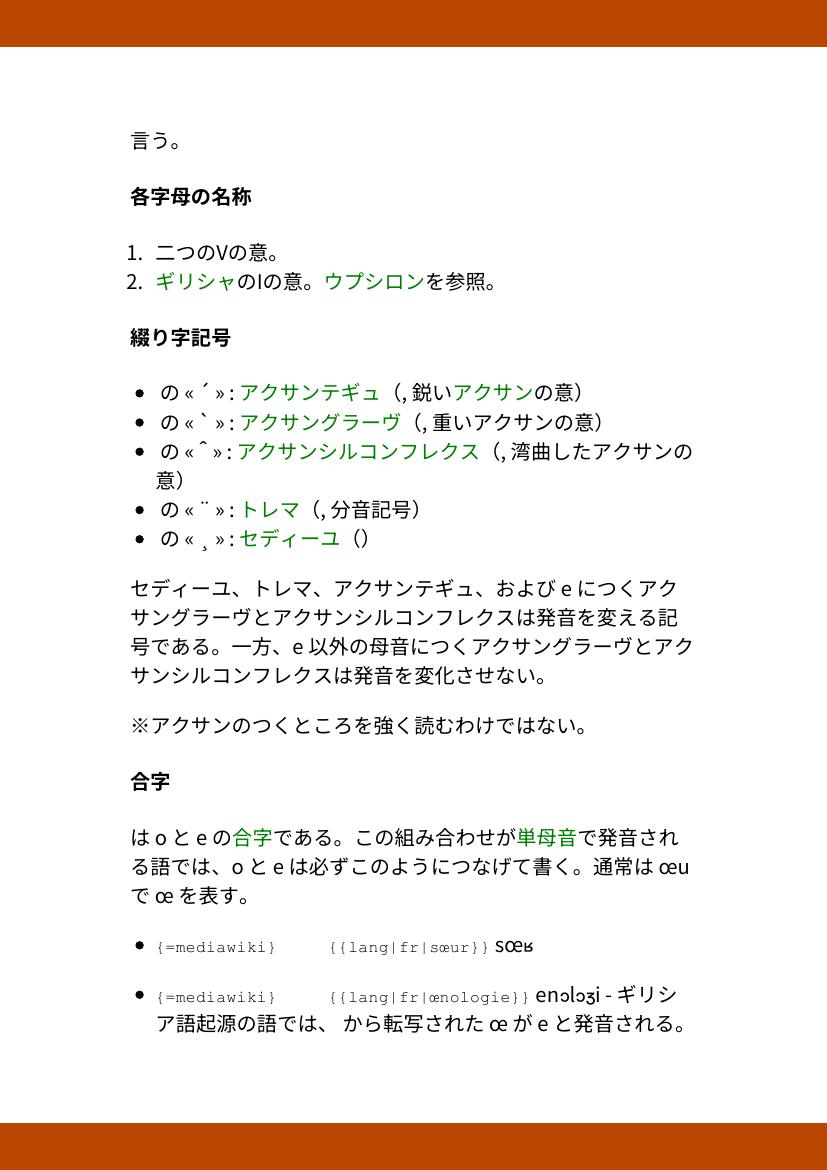 言う。
各字母の名称
1. 二つのVの意。
2. ギリシャのIの意。ウプシロンを参照。
綴り字記号
• の « ´ » : アクサンテギュ（, 鋭いアクサンの意）
• の « ` » : アクサングラーヴ（, 重いアクサンの意）
• の « ˆ » : アクサンシルコンフレクス（, 湾曲したアクサンの
意）
• の « ¨ » : トレマ（, 分音記号）
• の « ¸ » : セディーユ（）
セディーユ、トレマ、アクサンテギュ、および e につくアク
サングラーヴとアクサンシルコンフレクスは発音を変える記
号である。一方、e 以外の母音につくアクサングラーヴとアク
サンシルコンフレクスは発音を変化させない。
※アクサンのつくところを強く読むわけではない。
合字
は o と e の合字である。この組み合わせが単母音で発音され
る語では、o と e は必ずこのようにつなげて書く。通常は œu
で œ を表す。
• {=mediawiki} {{lang|fr|sœur}} sœʁ
• {=mediawiki} {{lang|fr|œnologie}} enɔlɔʒi - ギリシ
ア語起源の語では、 から転写された œ が e と発音される。